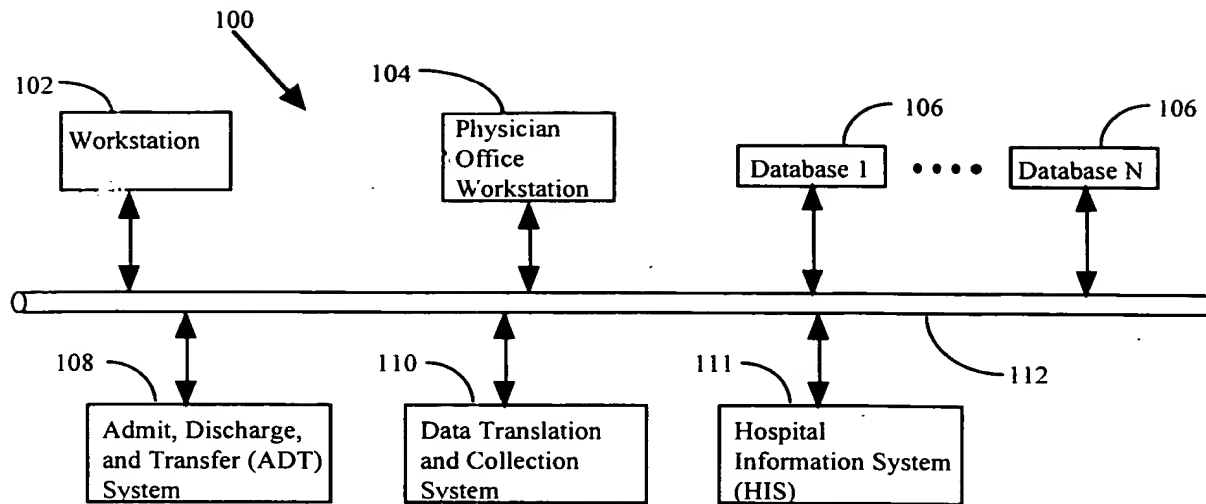 100
102
104
106
106
Workstation
Physician
Office
Workstation
Database 1
Database N
108
110
111
112
Admit, Discharge,
and Transfer (ADT)
System
Data Translation
and Collection
System
Hospital
Information System
(HIS)